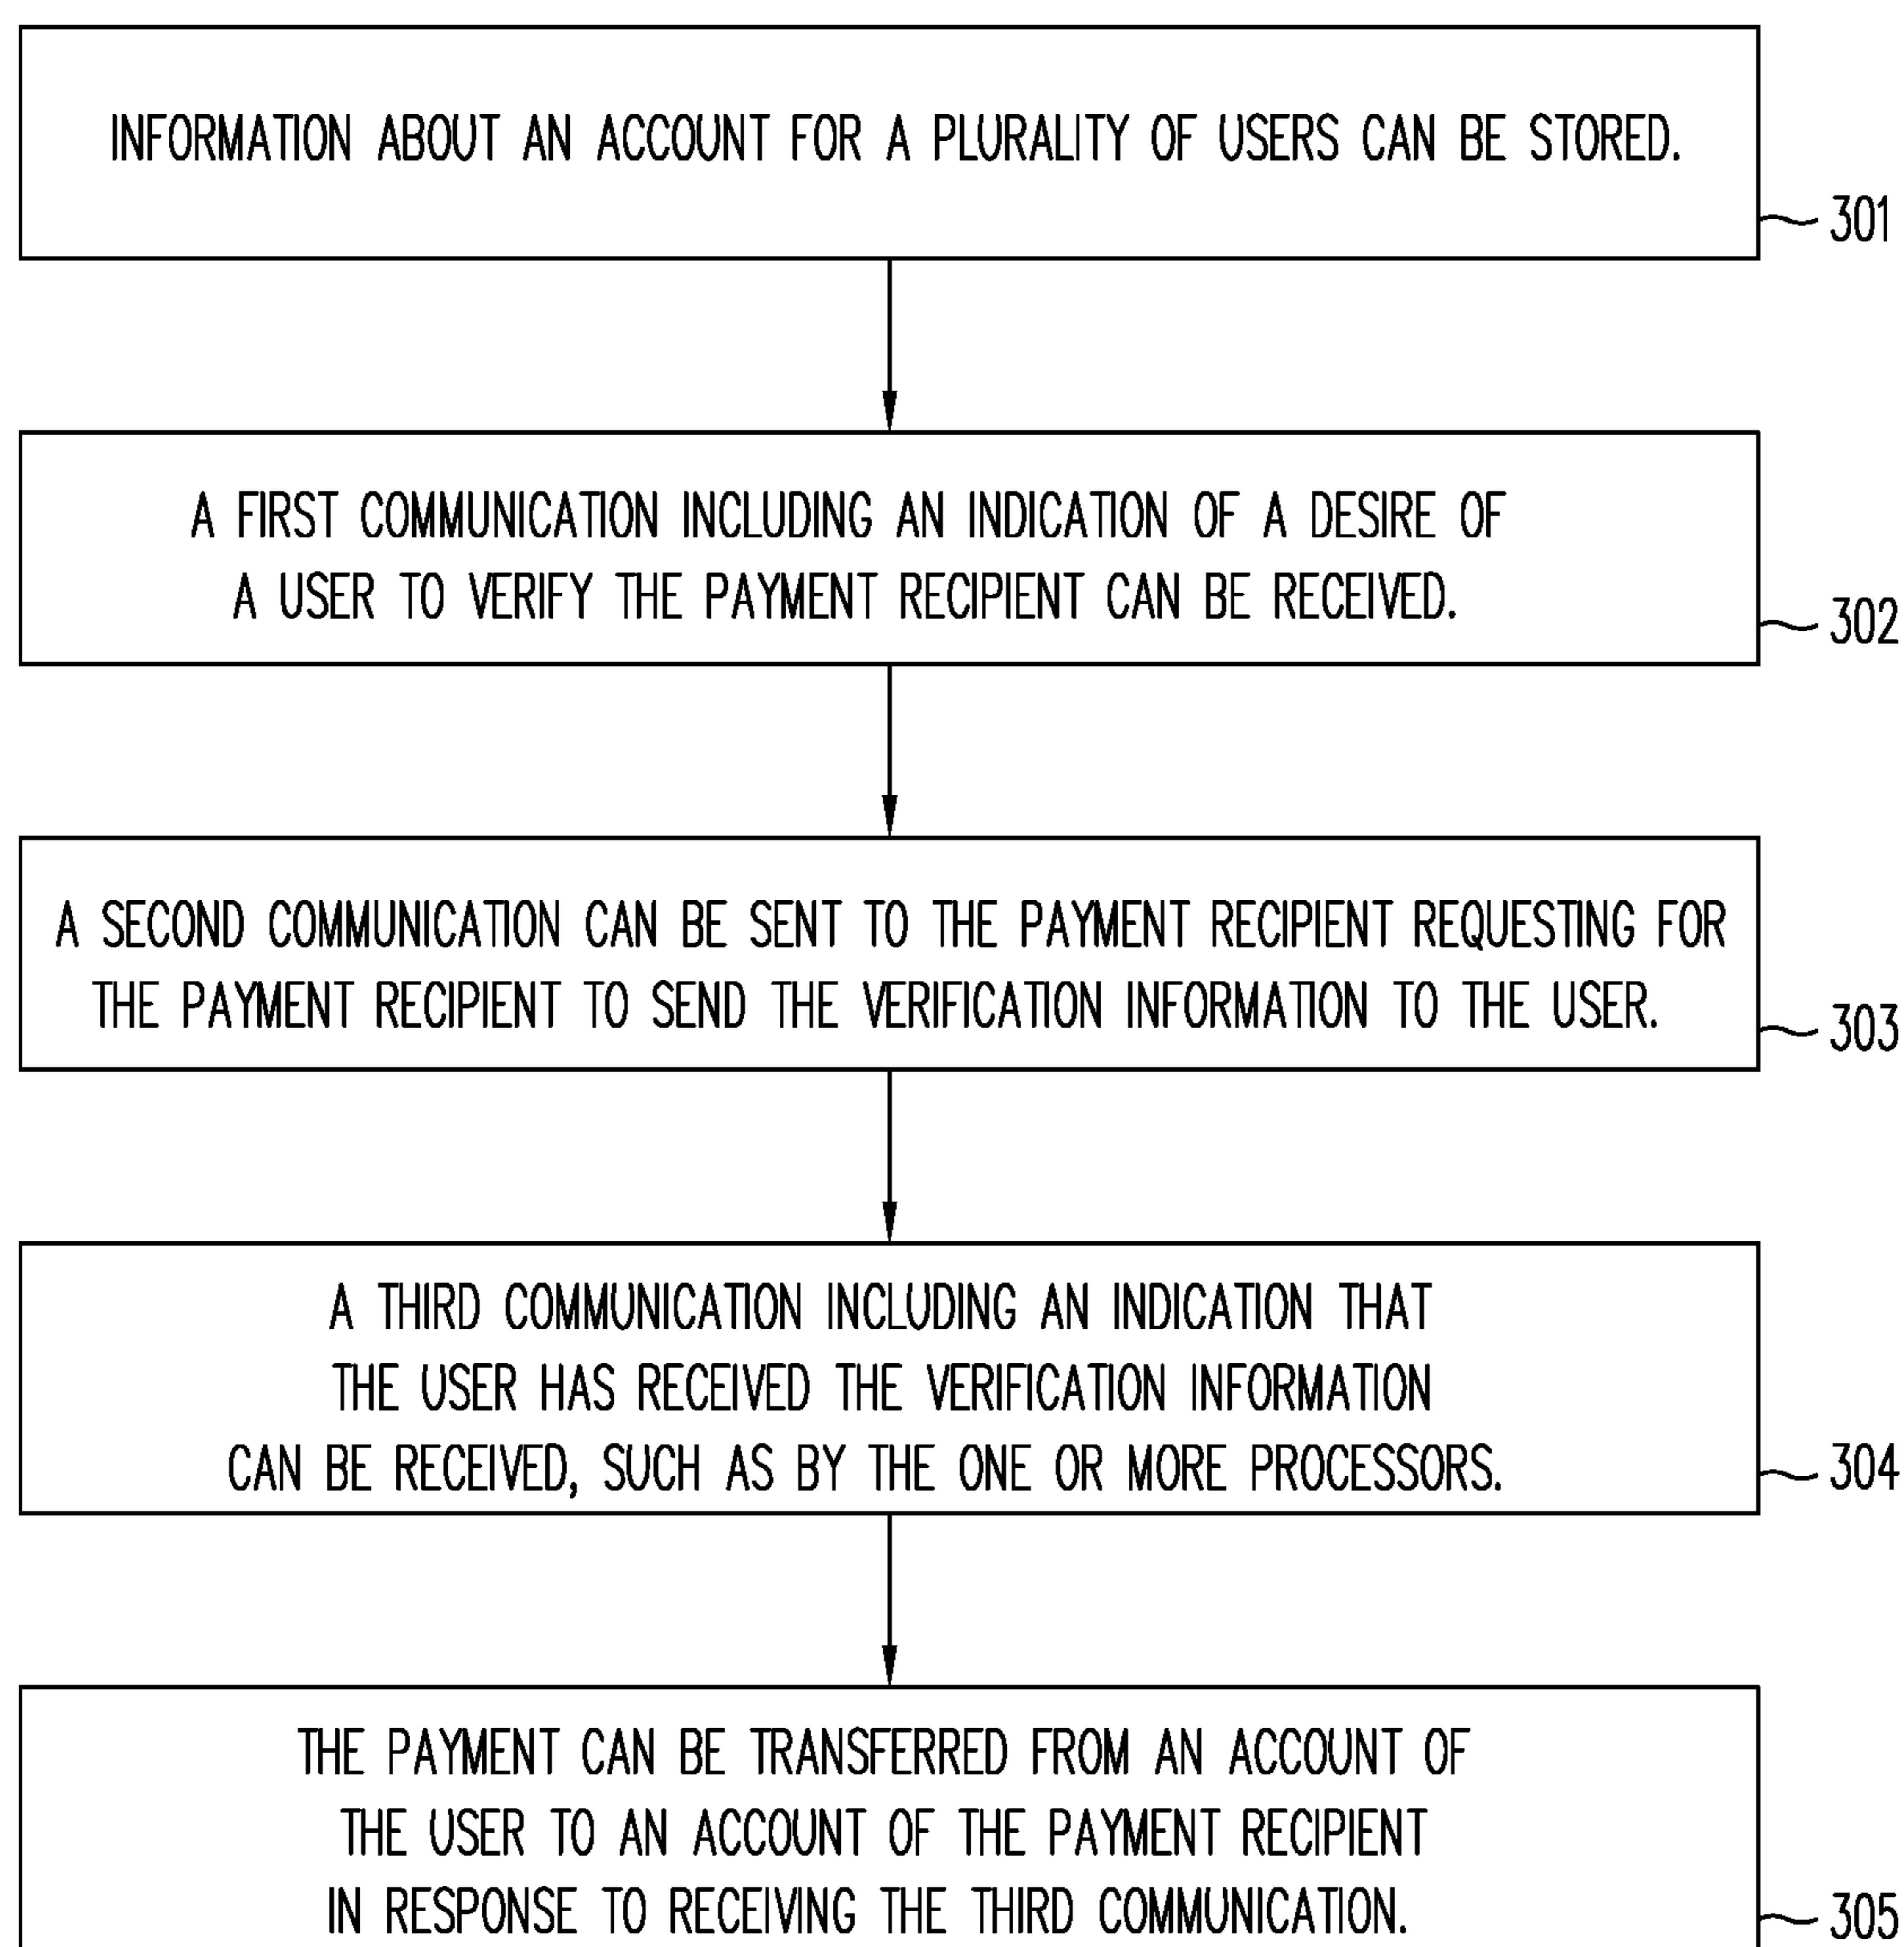 INFORMATION ABOUT AN ACCOUNT FOR A PLURALITY OF USERS CAN BE STORED.
301
A FIRST COMMUNICATION INCLUDING AN INDICATION OF A DESIRE OF
A USER TO VERIFY THE PAYMENT RECIPIENT CAN BE RECEIVED.
302
A SECOND COMMUNICATION CAN BE SENT TO THE PAYMENT RECIPIENT REQUESTING FOR
THE PAYMENT RECIPIENT TO SEND THE VERIFICATION INFORMATION TO THE USER.
303
A THIRD COMMUNICATION INCLUDING AN INDICATION THAT
THE USER HAS RECEIVED THE VERIFICATION INFORMATION
CAN BE RECEIVED, SUCH AS BY THE ONE OR MORE PROCESSORS.
304
THE PAYMENT CAN BE TRANSFERRED FROM AN ACCOUNT OF
THE USER TO AN ACCOUNT OF THE PAYMENT RECIPIENT
IN RESPONSE TO RECEIVING THE THIRD COMMUNICATION.
305